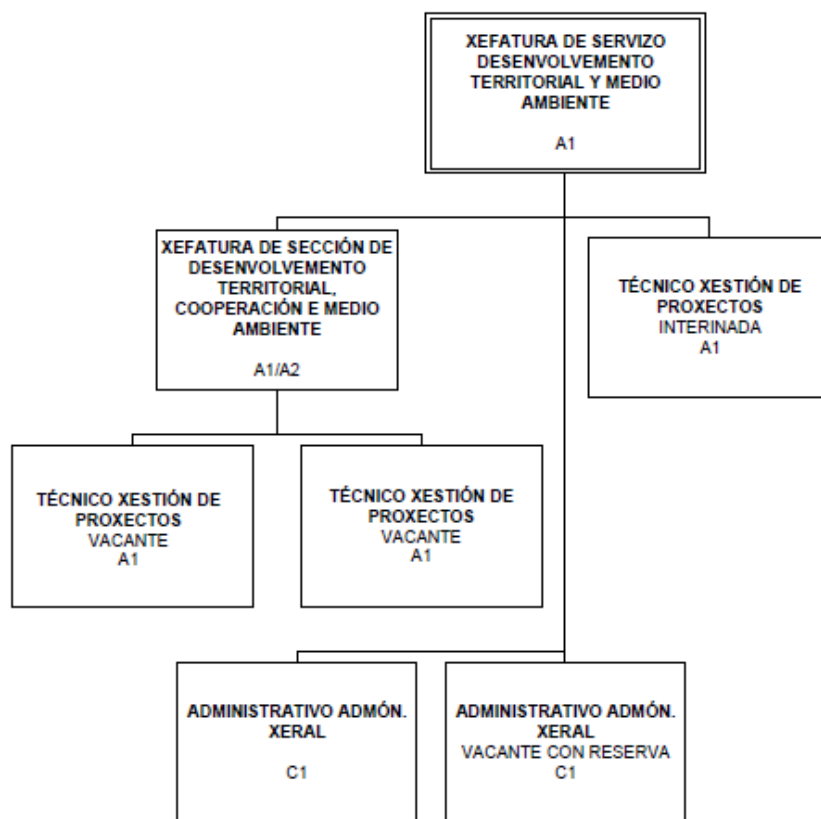 XEFATURA DE SERVIZO
DESENVOLVEMENTO
TERRITORIAL Y MEDIO
AMBIENTE
A1
XEFATURA DE SECCIÓN DE
DESENVOLVEMENTO
TERRITORIAL,
COOPERACIÓN E MEDIO
AMBIENTE
A1/A2
TÉCNICO XESTIÓN DE
PROXECTOS
INTERINADA
A1
TÉCNICO XESTIÓN DE
PROXECTOS
VACANTE
A1
TÉCNICO XESTIÓN DE
PROXECTOS
VACANTE
A1
ADMINISTRATIVO ADMÓN.
XERAL
C1
ADMINISTRATIVO ADMÓN.
XERAL
VACANTE CON RESERVA
C1